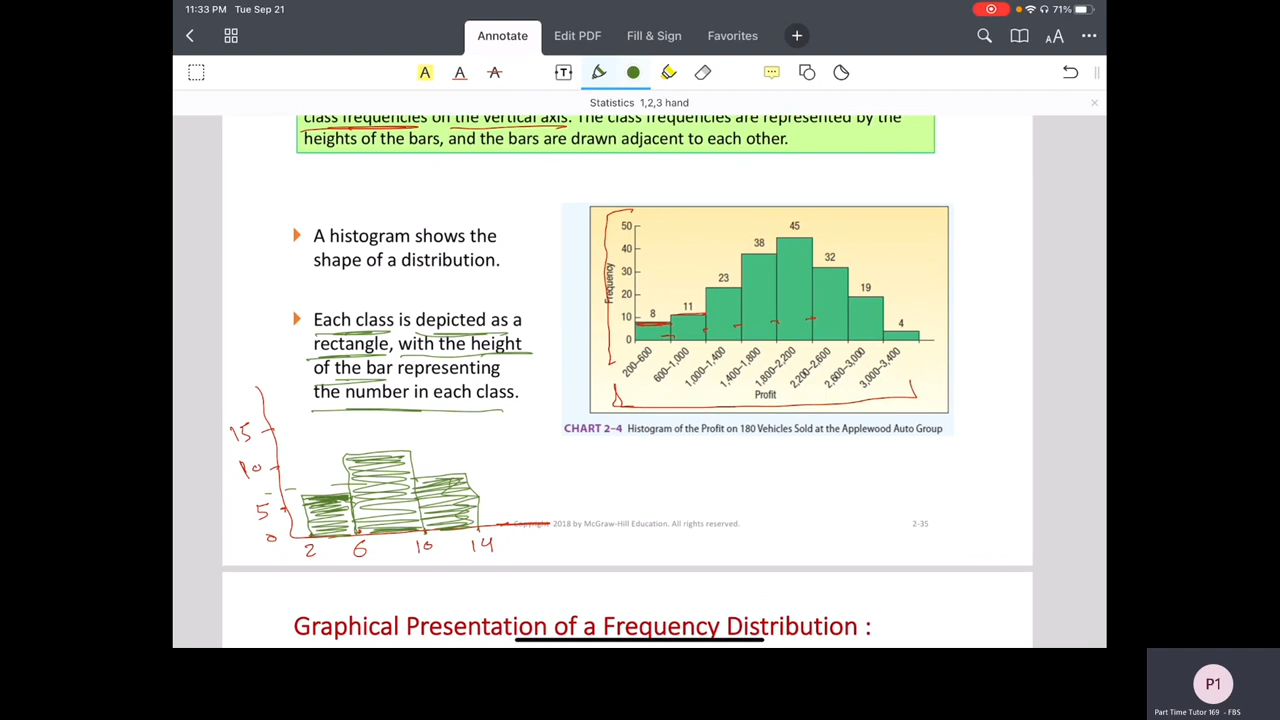 11:33 PM Tue Sep 21
71%
Annotate
Edit PDF
Fill & Sign
Favorites
A
A
A
T
AA
Statistics 1,2,3 hand
class frequencies on the vertical axis. The class frequencies are represented by the
heights of the bars, and the bars are drawn adjacent to each other.
A histogram shows the
shape of a distribution.
Each class is depicted as a
rectangle, with the height
of the bar representing
the number in each class.
Frequency
50
40
30
20
10
0
8
11
23
38
45
32
19
4
200–600
600–1,000
1,000–1,400
1,400–1,800
1,800–2,200
2,200–2,600
2,600–3,000
3,000–3,400
Profit
CHART 2–4 Histogram of the Profit on 180 Vehicles Sold at the Applewood Auto Group
15
10
5
0
2
6
10
14
Copyright 2018 by McGraw-Hill Education. All rights reserved.
2-35
Graphical Presentation of a Frequency Distribution :
P1
Part Time Tutor 169 - FBS